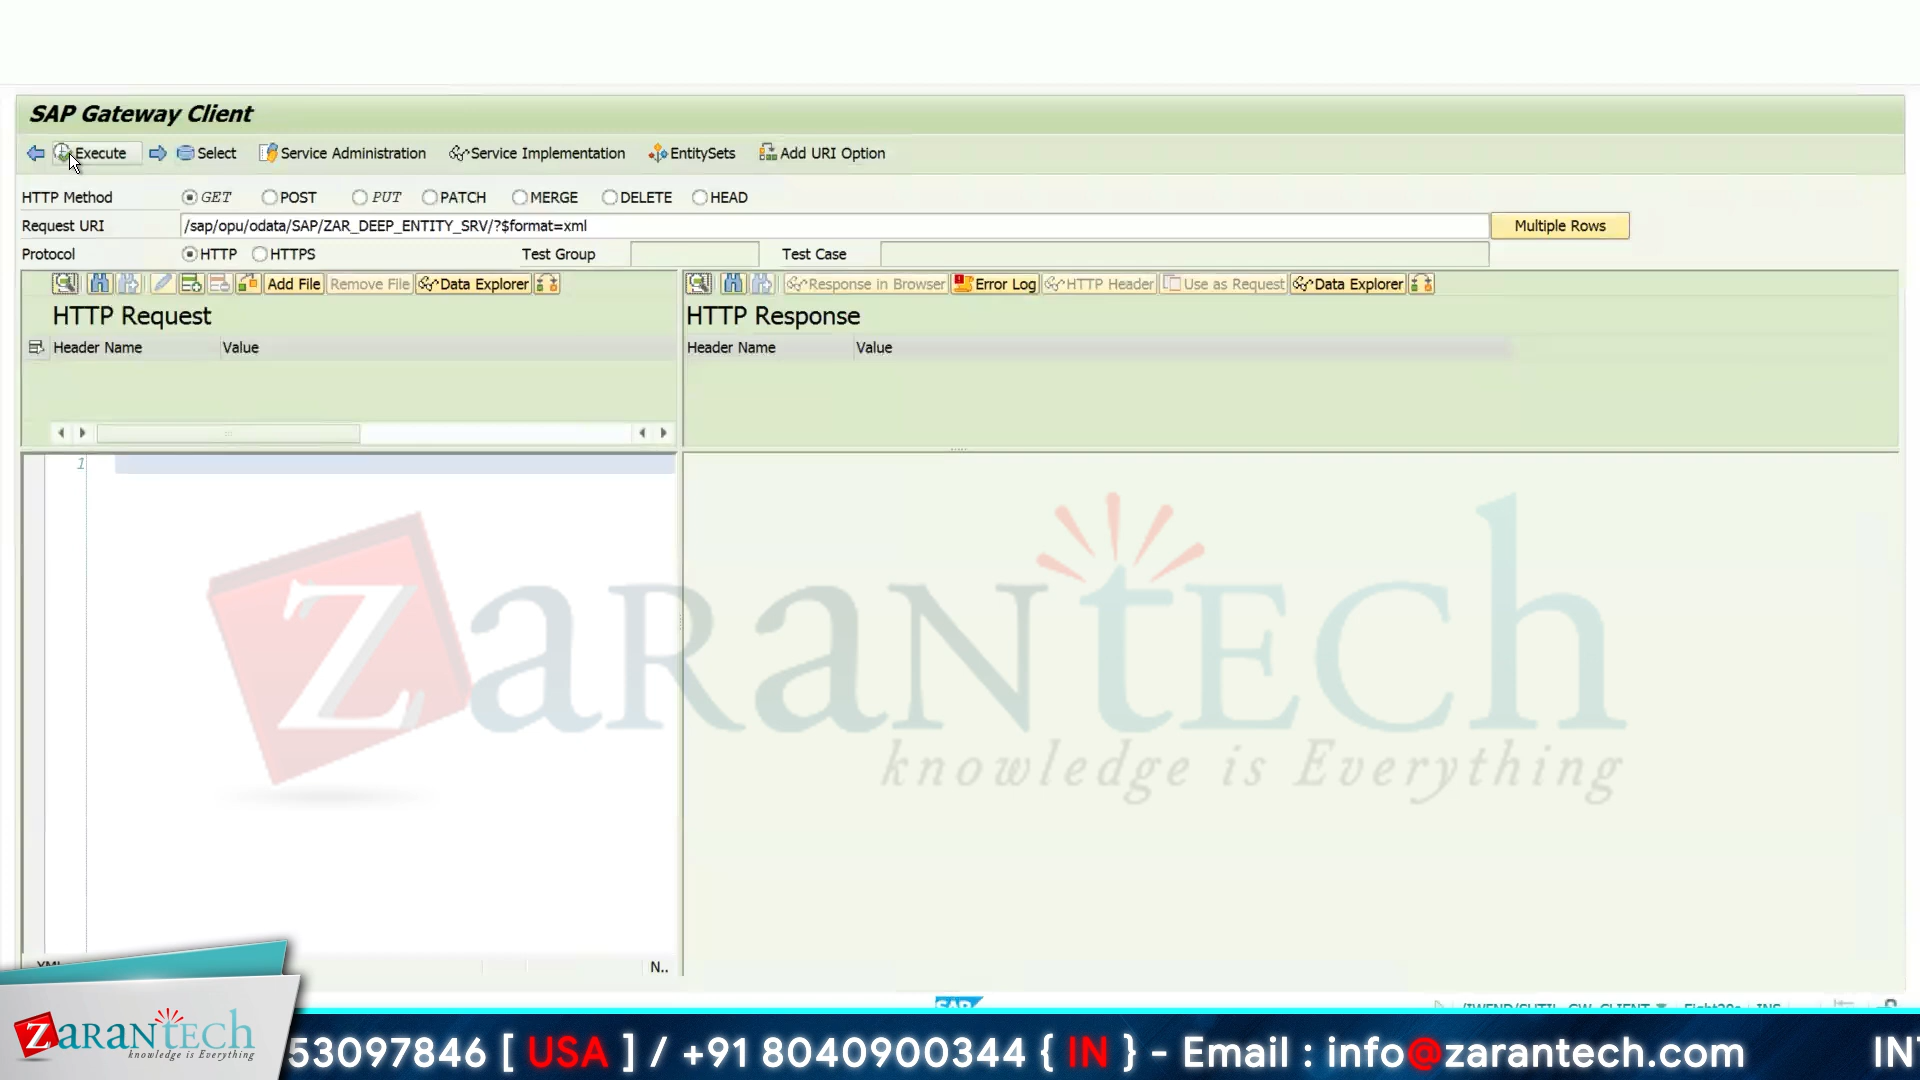 SAP Gateway Client
Execute Select Service Administration Service Implementation EntitySets Add URI Option
HTTP Method GET POST PUT PATCH MERGE DELETE HEAD
Request URI /sap/opu/odata/SAP/ZAR_DEEP_ENTITY_SRV/?$format=xml Multiple Rows
Protocol HTTP HTTPS Test Group Test Case
Add File Remove File Data Explorer Response in Browser Error Log HTTP Header Use as Request Data Explorer
HTTP Request HTTP Response
Header Name Value Header Name Value
1
ZaranTech
knowledge is Everything
N..
SAP
ZaranTech
knowledge is Everything
53097846 [ USA ] / +91 8040900344 { IN } - Email : info@zarantech.com